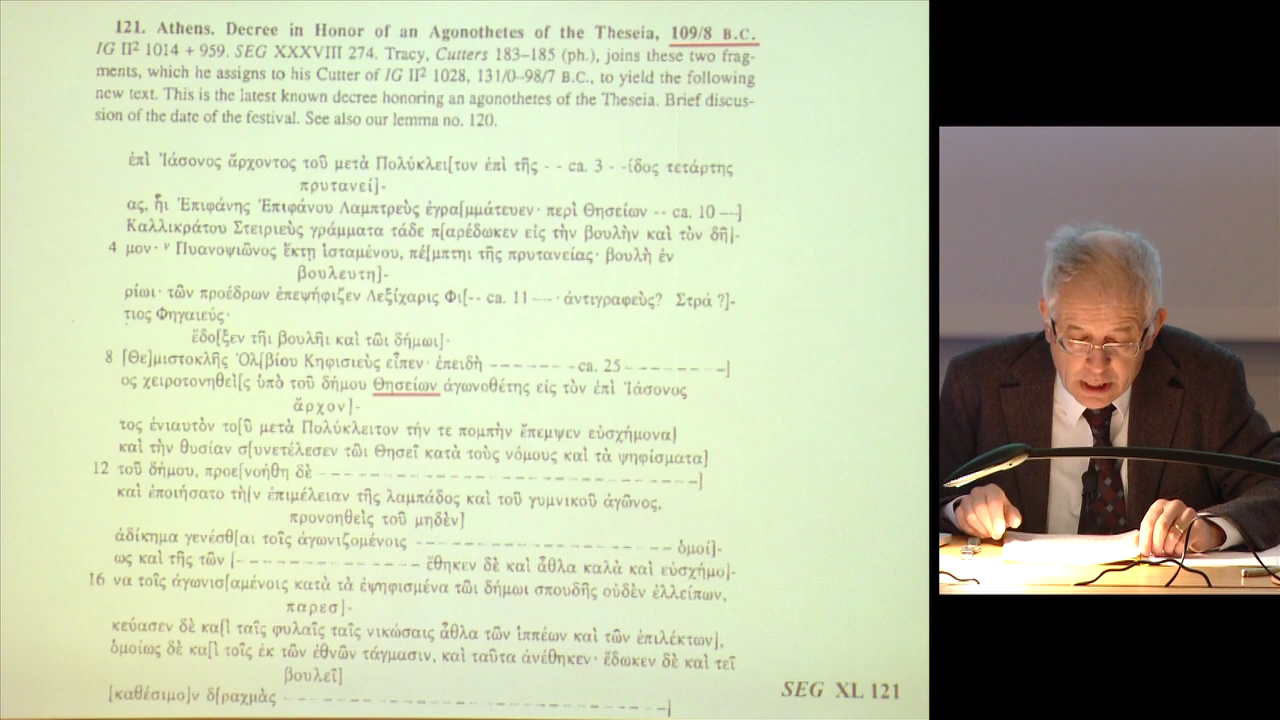 121. Athens. Decree in Honor of an Agonothetes of the Theseia, 109/8 B.C.
IG II² 1014 + 959. SEG XXXVIII 274. Tracy, Cutters 183–185 (ph.), joins these two frag-
ments, which he assigns to his Cutter of IG II² 1028, 131/0–98/7 B.C., to yield the following
new text. This is the latest known decree honoring an agonothetes of the Theseia. Brief discus-
sion of the date of the festival. See also our lemma no. 120.
ἐπὶ Ἰάσονος ἄρχοντος τοῦ μετὰ Πολύκλει[τον ἐπὶ τῆς - - ca. 3 - -ίδος τετάρτης
πρυτανεί]-
ας, ἧι Ἐπιφάνης Ἐπιφάνου Λαμπτρεὺς ἐγρα[μμάτευεν· περὶ Θησείων -- ca. 10 —]
Καλλικράτου Στειριεὺς γράμματα τάδε π[αρέδωκεν εἰς τὴν βουλὴν καὶ τὸν δῆ]-
4 μον· ᵛ Πυανοψιῶνος ἕκτῃ ἱσταμένου, πέ[μπτηι τῆς πρυτανείας· βουλὴ ἐν
βουλευτη]-
ρίωι· τῶν προέδρων ἐπεψήφιζεν Λεξίχαρις Φι[-- ca. 11 –– · ἀντιγραφεὺς? Στρά ?]-
τιος Φηγαιεύς·
ἔδο[ξεν τῆι βουλῆι καὶ τῶι δήμωι]·
8 [Θε]μιστοκλῆς Ὀλ[βίου Κηφισιεὺς εἶπεν· ἐπειδὴ – – – – – – – ca. 25 – – – – – – –]
ος χειροτονηθεὶ[ς ὑπὸ τοῦ δήμου Θησείων ἀγωνοθέτης εἰς τὸν ἐπὶ Ἰάσονος
ἄρχον]-
τος ἐνιαυτὸν το[ῦ μετὰ Πολύκλειτον τήν τε πομπὴν ἔπεμψεν εὐσχήμονα]
καὶ τὴν θυσίαν σ[υνετέλεσεν τῶι Θησεῖ κατὰ τοὺς νόμους καὶ τὰ ψηφίσματα]
12 τοῦ δήμου, προε[νοήθη δὲ – – – – – – – – – – – – – – – – – – – – – –]
καὶ ἐποιήσατο τὴ[ν ἐπιμέλειαν τῆς λαμπάδος καὶ τοῦ γυμνικοῦ ἀγῶνος,
προνοηθεὶς τοῦ μηδὲν]
ἀδίκημα γενέσθ[αι τοῖς ἀγωνιζομένοις – – – – – – – – – – – – – – – ὁμοί]-
ως καὶ τῆς τῶν [– – – – – – – – – – – ἔθηκεν δὲ καὶ ἆθλα καλὰ καὶ εὐσχήμο]-
16 να τοῖς ἀγωνισ[αμένοις κατὰ τὰ ἐψηφισμένα τῶι δήμωι σπουδῆς οὐδὲν ἐλλείπων,
παρεσ]-
κεύασεν δὲ κα[ὶ ταῖς φυλαῖς ταῖς νικώσαις ἆθλα τῶν ἱππέων καὶ τῶν ἐπιλέκτων],
ὁμοίως δὲ κα[ὶ τοῖς ἐκ τῶν ἐθνῶν τάγμασιν, καὶ ταῦτα ἀνέθηκεν· ἔδωκεν δὲ καὶ τεῖ
βουλεῖ]
[καθέσιμο]ν δ[ραχμὰς – – – – – – – – – – – – – – – – – – – – – –]
SEG XL 121